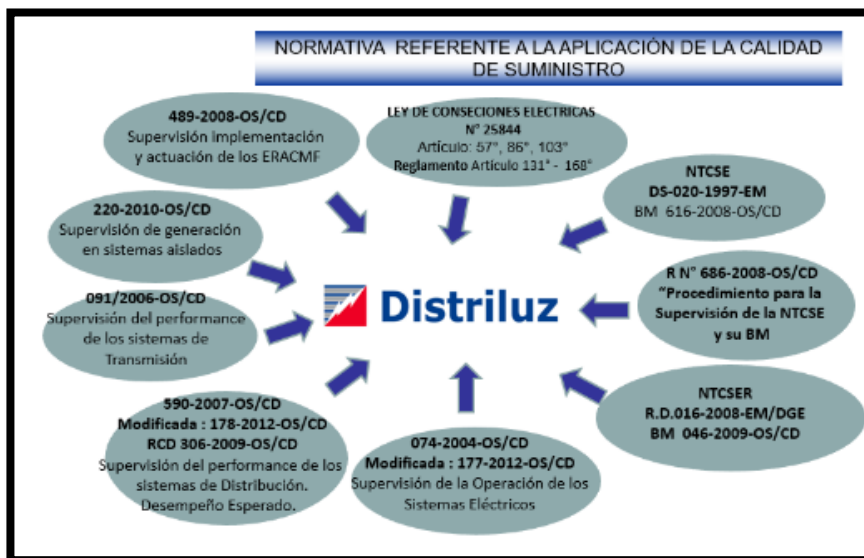 NORMATIVA REFERENTE A LA APLICACIÓN DE LA CALIDAD
DE SUMINISTRO
489-2008-OS/CD
Supervisión Implementación
y actuación de los ERACMF
LEY DE CONSECIONES ELECTRICAS
N° 25844
Artículo: 57°, 86°, 103°
Reglamento Artículo 131° - 168°
NTCSE
DS-020-1997-EM
BM 616-2008-OS/CD
220-2010-OS/CD
Supervisión de generación
en sistemas aislados
R N° 686-2008-OS/CD
"Procedimiento para la
Supervisión de la NTCSE
y su BM
091/2006-OS/CD
Supervisión del performance
de los sistemas de
Transmisión
Distriluz
NTCSER
R.D.016-2008-EM/DGE
BM 046-2009-OS/CD
590-2007-OS/CD
Modificada : 178-2012-OS/CD
RCD 306-2009-OS/CD
Supervisión del performance de los
sistemas de Distribución.
Desempeño Esperado.
074-2004-OS/CD
Modificada : 177-2012-OS/CD
Supervisión de la Operación de los
Sistemas Eléctricos